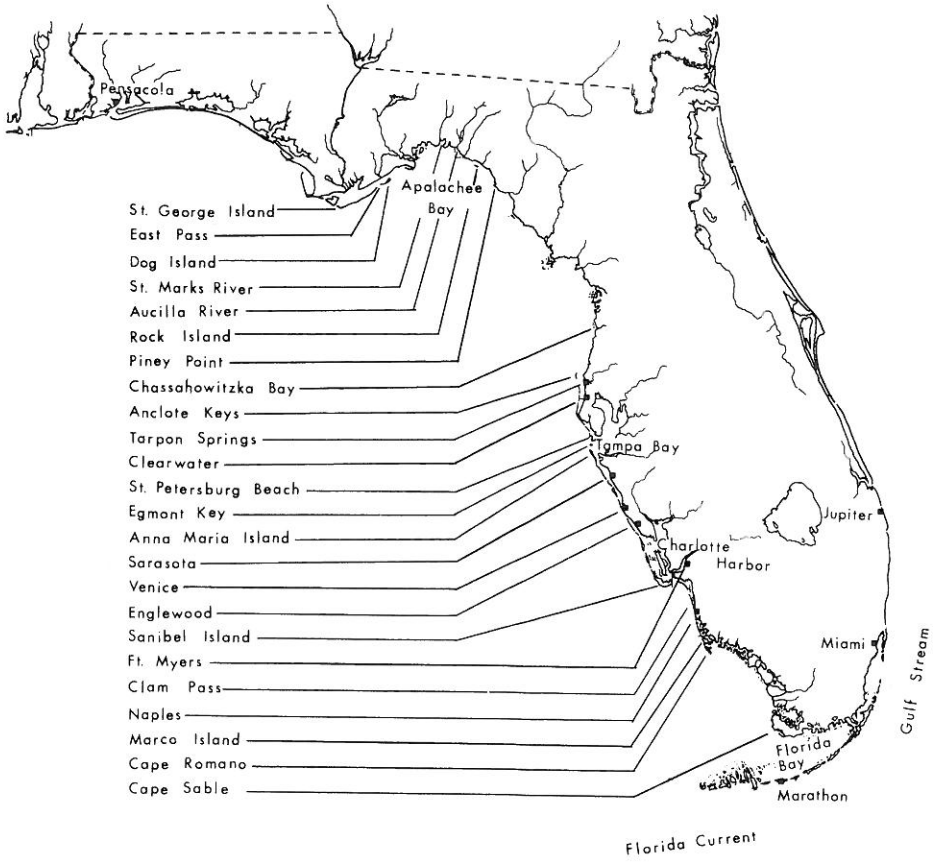 Pensacola
Apalachee
Bay
St. George Island
East Pass
Dog Island
St. Marks River
Aucilla River
Rock Island
Piney Point
Chassahowitzka Bay
Anclote Keys
Tarpon Springs
Clearwater
Tampa Bay
St. Petersburg Beach
Egmont Key
Anna Maria Island
Sarasota
Venice
Englewood
Sanibel Island
Ft. Myers
Clam Pass
Naples
Marco Island
Cape Romano
Cape Sable
Jupiter
Charlotte
Harbor
Miami
Gulf Stream
Florida
Bay
Marathon
Florida Current